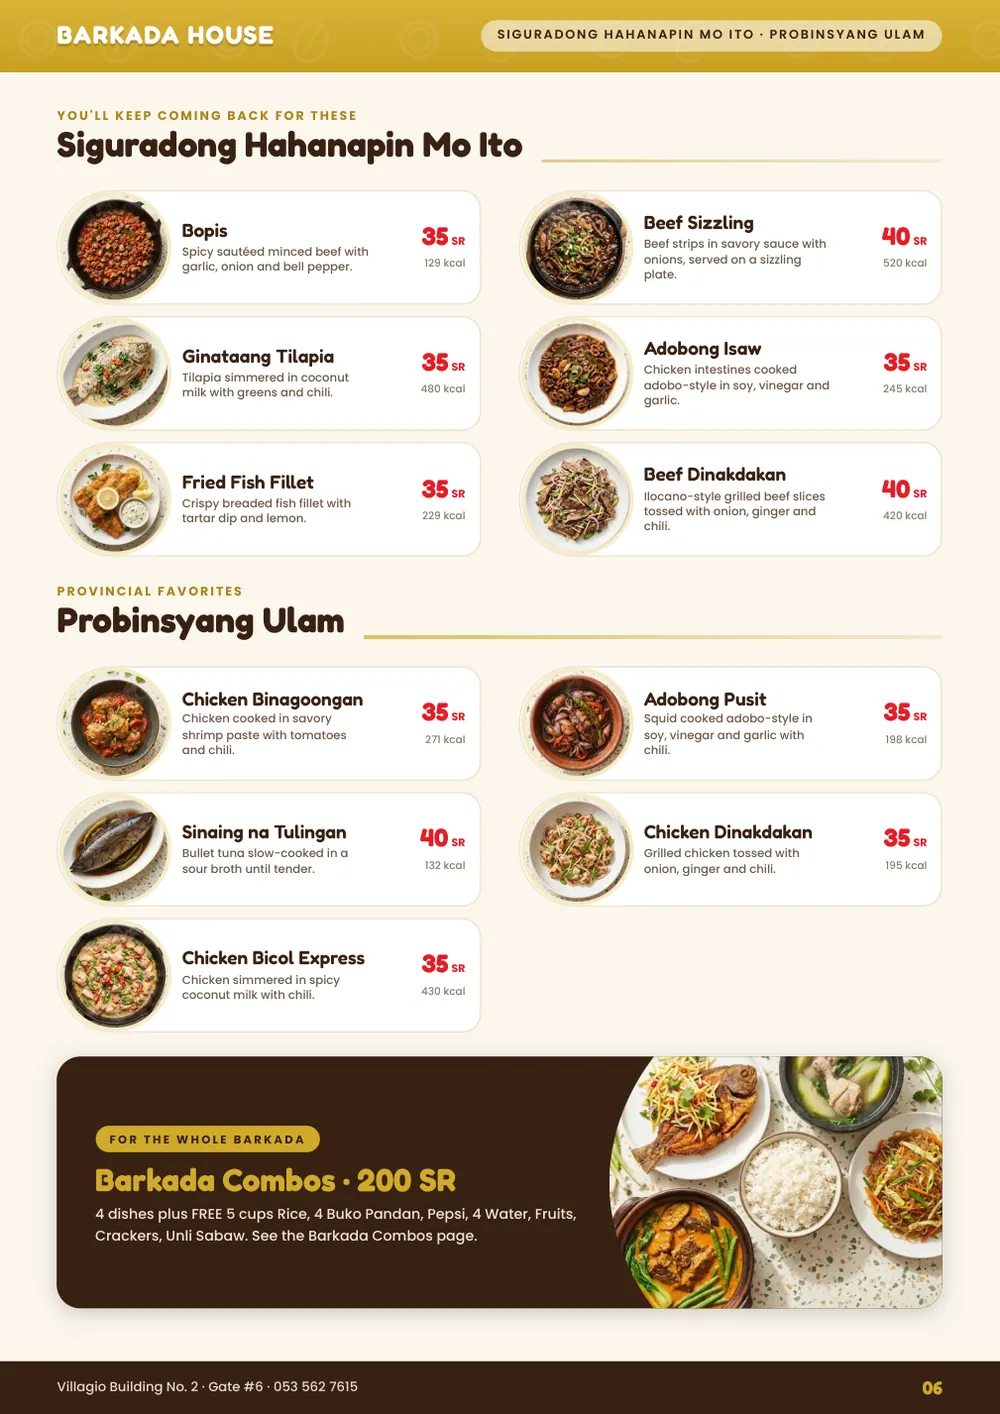 BARKADA HOUSE
SIGURADONG HAHANAPIN MO ITO · PROBINSYANG ULAM
YOU'LL KEEP COMING BACK FOR THESE
Siguradong Hahanapin Mo Ito
Bopis
Spicy sautéed minced beef with
garlic, onion and bell pepper.
35 SR
129 kcal
Beef Sizzling
Beef strips in savory sauce with
onions, served on a sizzling
plate.
40 SR
520 kcal
Ginataang Tilapia
Tilapia simmered in coconut
milk with greens and chili.
35 SR
480 kcal
Adobong Isaw
Chicken intestines cooked
adobo-style in soy, vinegar and
garlic.
35 SR
245 kcal
Fried Fish Fillet
Crispy breaded fish fillet with
tartar dip and lemon.
35 SR
229 kcal
Beef Dinakdakan
Ilocano-style grilled beef slices
tossed with onion, ginger and
chili.
40 SR
420 kcal
PROVINCIAL FAVORITES
Probinsyang Ulam
Chicken Binagoongan
Chicken cooked in savory
shrimp paste with tomatoes
and chili.
35 SR
271 kcal
Adobong Pusit
Squid cooked adobo-style in
soy, vinegar and garlic with
chili.
35 SR
198 kcal
Sinaing na Tulingan
Bullet tuna slow-cooked in a
sour broth until tender.
40 SR
132 kcal
Chicken Dinakdakan
Grilled chicken tossed with
onion, ginger and chili.
35 SR
195 kcal
Chicken Bicol Express
Chicken simmered in spicy
coconut milk with chili.
35 SR
430 kcal
FOR THE WHOLE BARKADA
Barkada Combos · 200 SR
4 dishes plus FREE 5 cups Rice, 4 Buko Pandan, Pepsi, 4 Water, Fruits,
Crackers, Unli Sabaw. See the Barkada Combos page.
Villagio Building No. 2 · Gate #6 · 053 562 7615
06